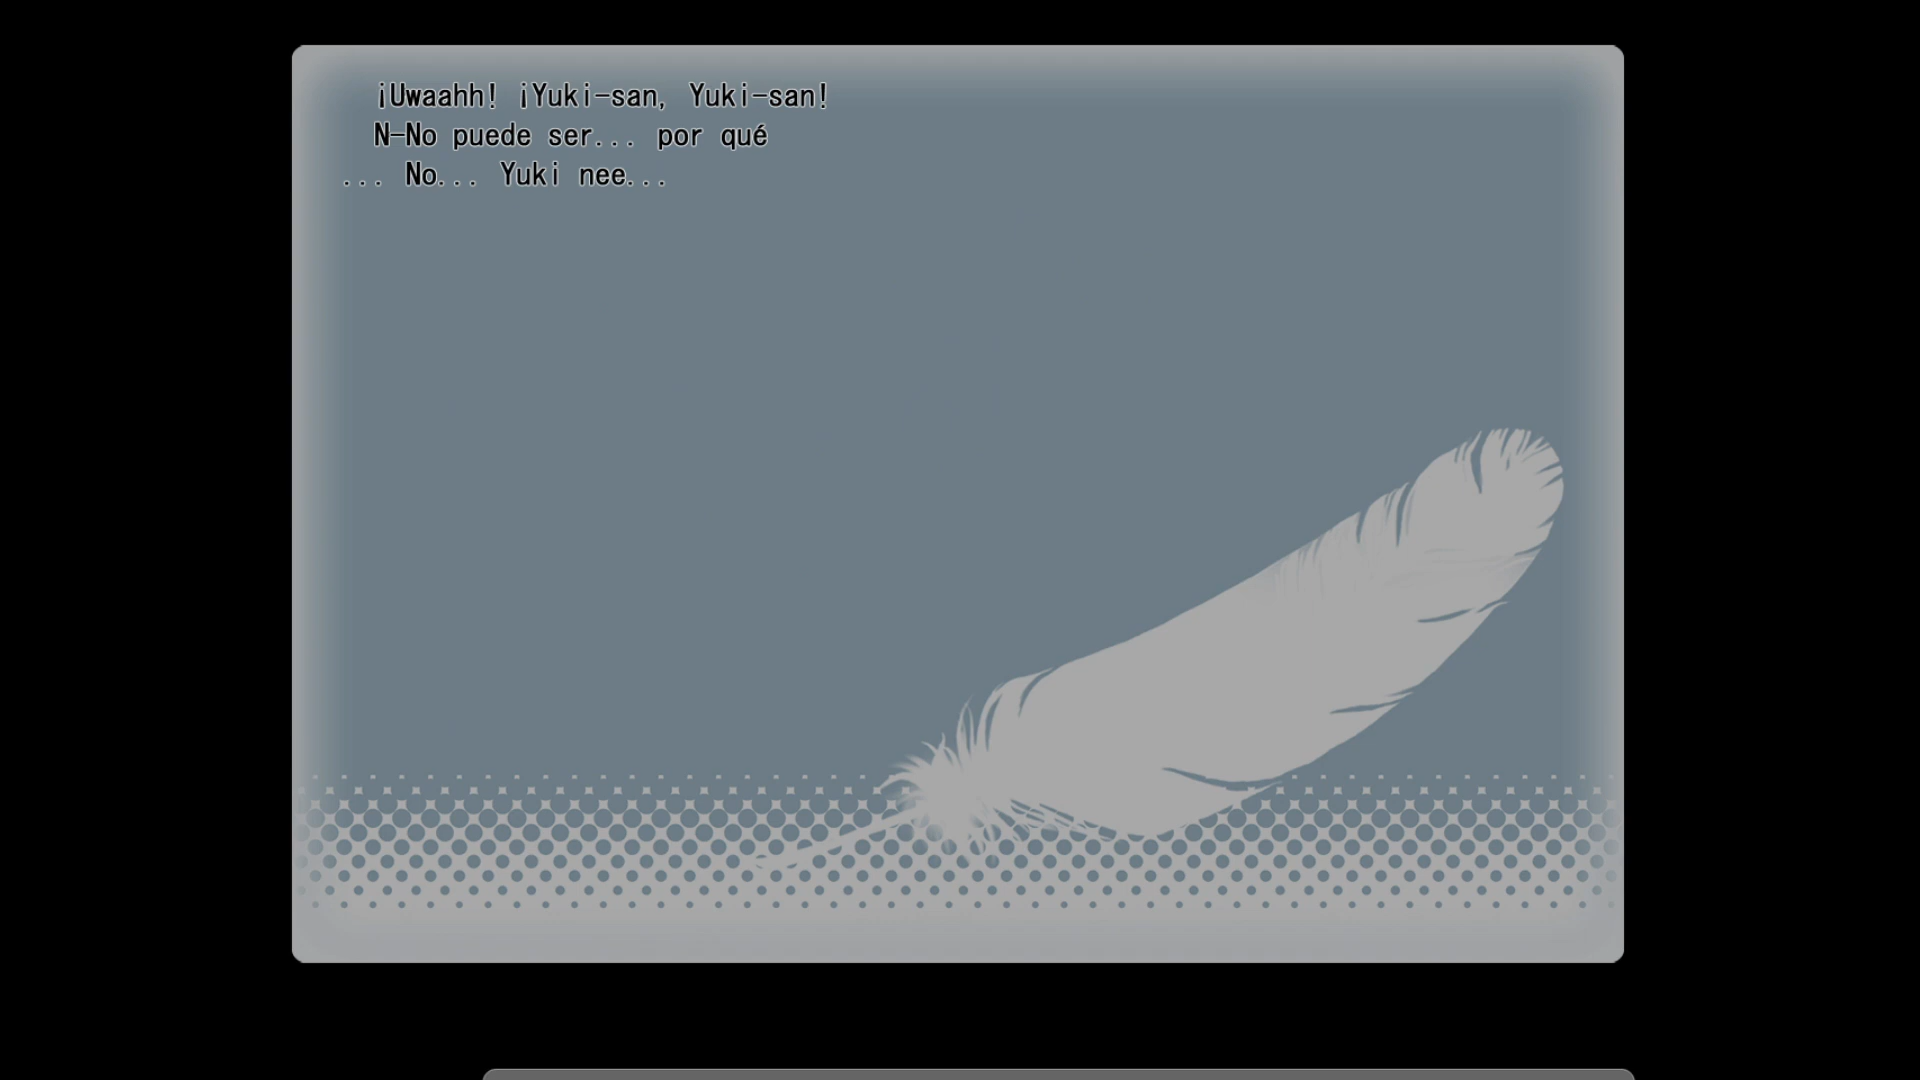 ¡Uwaahh! ¡Yuki-san, Yuki-san!
N-No puede ser... por qué
... No... Yuki nee...